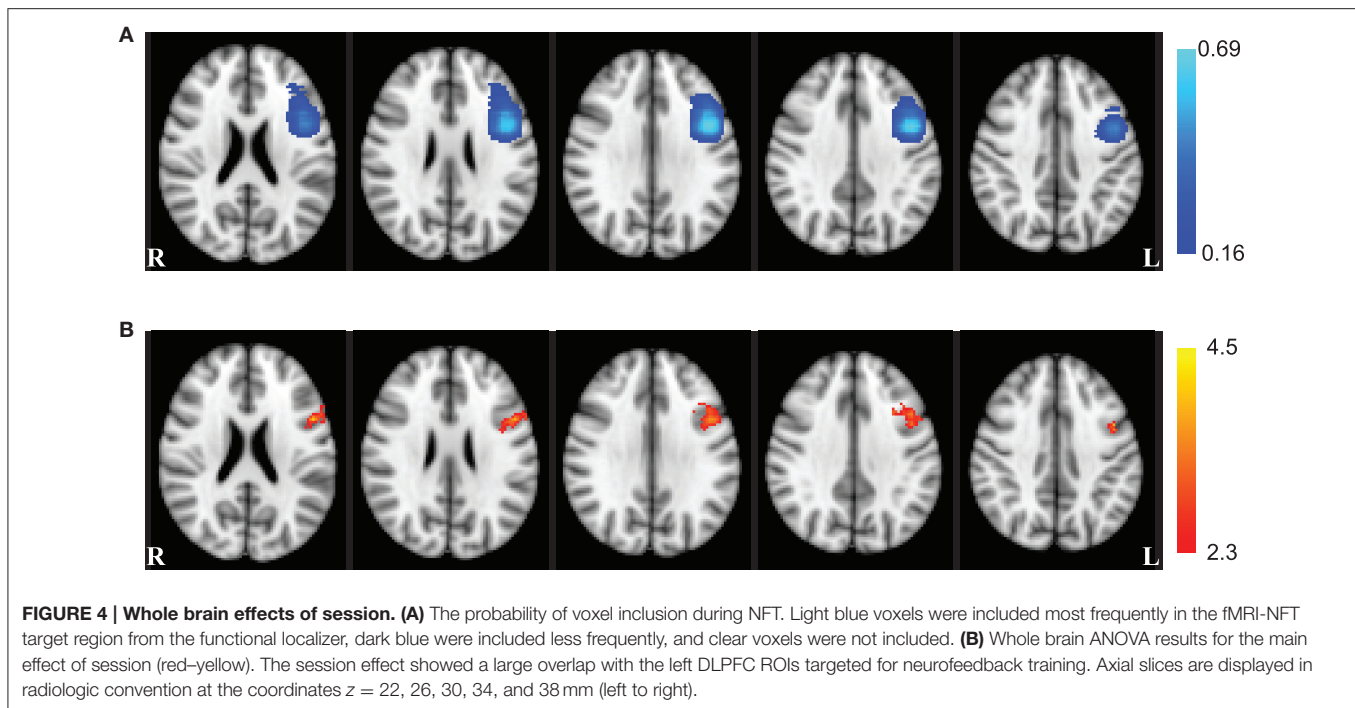 A
0.69
0.16
R
L
B
4.5
2.3
R
L
FIGURE 4 | Whole brain effects of session. (A) The probability of voxel inclusion during NFT. Light blue voxels were included most frequently in the fMRI-NFT
target region from the functional localizer, dark blue were included less frequently, and clear voxels were not included. (B) Whole brain ANOVA results for the main
effect of session (red–yellow). The session effect showed a large overlap with the left DLPFC ROIs targeted for neurofeedback training. Axial slices are displayed in
radiologic convention at the coordinates z = 22, 26, 30, 34, and 38 mm (left to right).